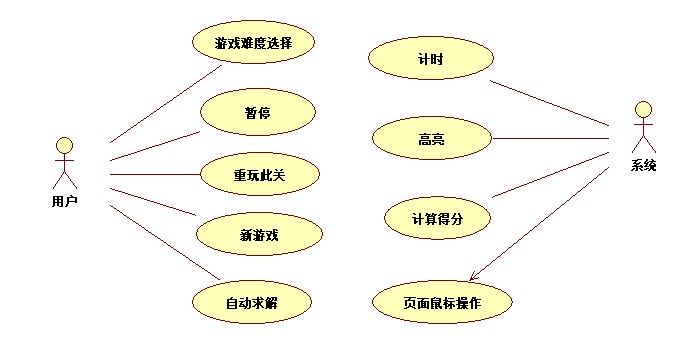 游戏难度选择
计时
暂停
高亮
用户
重玩此关
系统
新游戏
计算得分
自动求解
页面鼠标操作